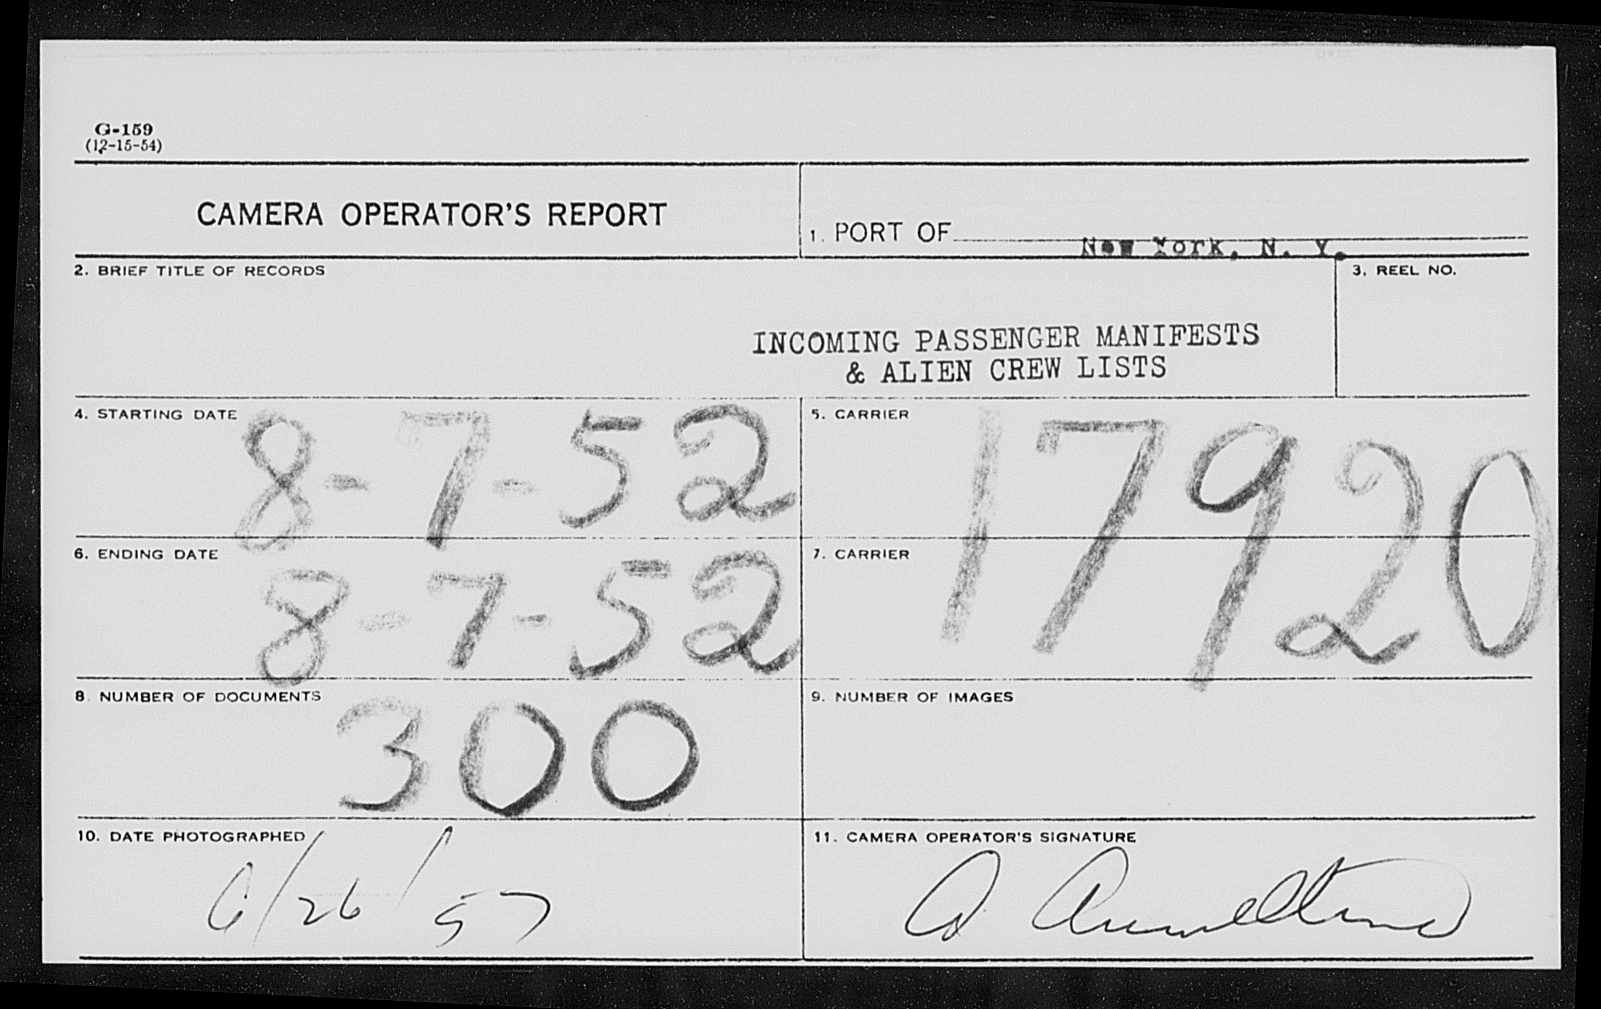 G-159
(12-15-54)
CAMERA OPERATOR'S REPORT
1. PORT OF New York, N. Y.
2. BRIEF TITLE OF RECORDS
3. REEL NO.
INCOMING PASSENGER MANIFESTS
& ALIEN CREW LISTS
4. STARTING DATE 8-7-52
5. CARRIER
17920
6. ENDING DATE 8-7-52
7. CARRIER
8. NUMBER OF DOCUMENTS 300
9. NUMBER OF IMAGES
10. DATE PHOTOGRAPHED 6/26/57
11. CAMERA OPERATOR'S SIGNATURE